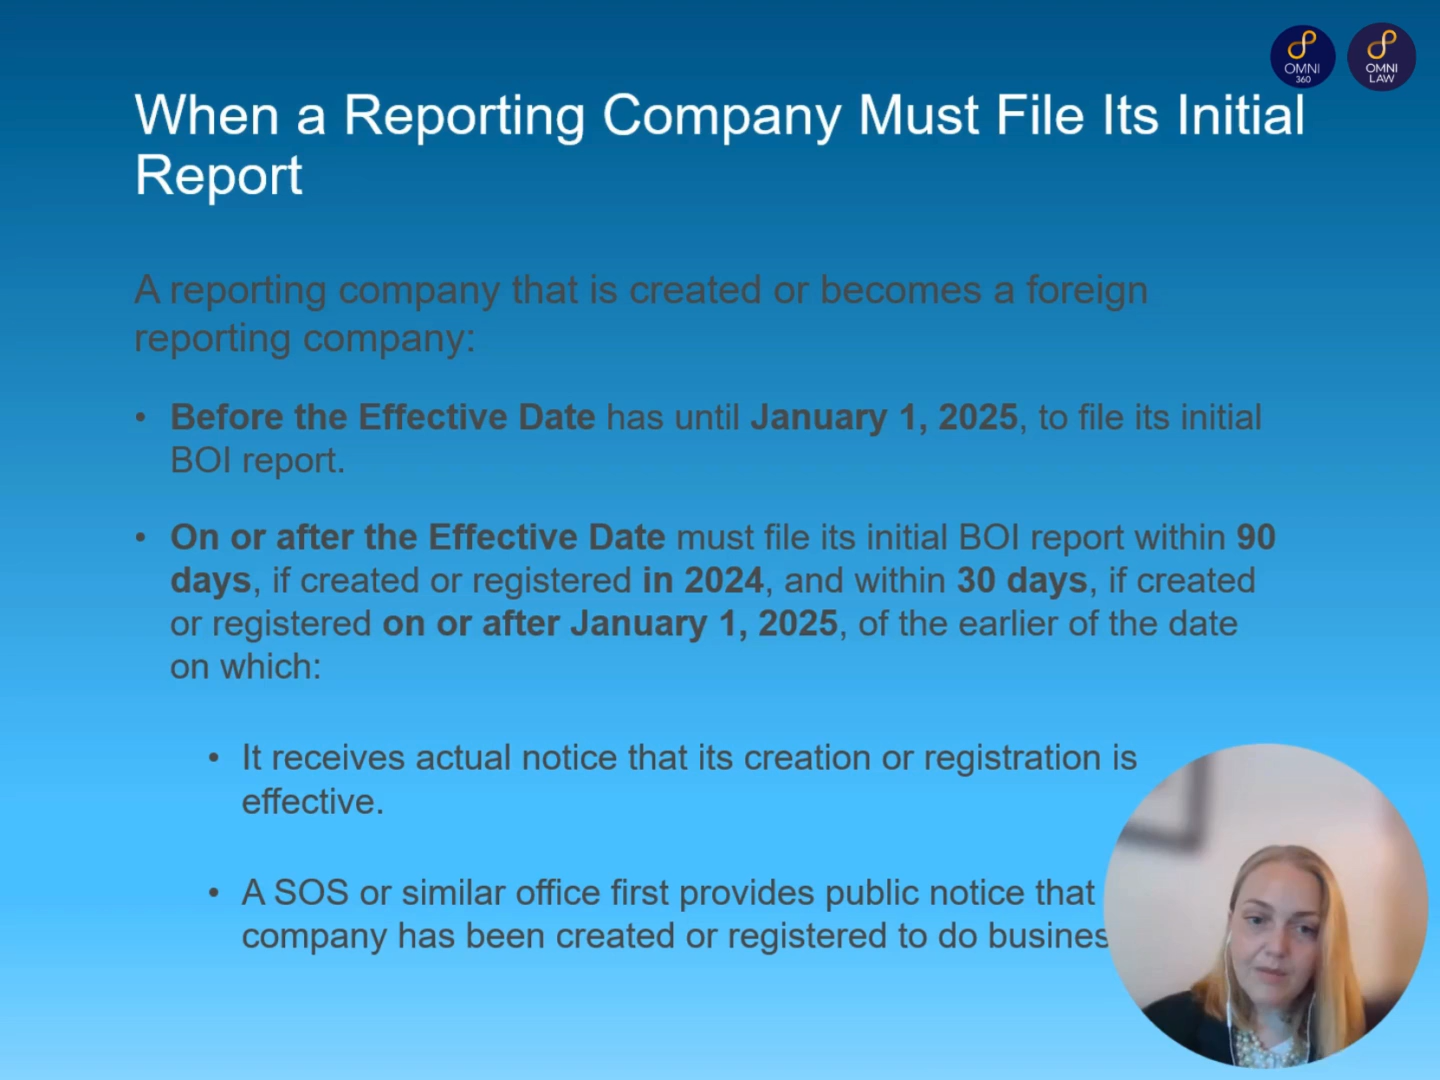 OMNI
360
OMNI
LAW
When a Reporting Company Must File Its Initial
Report
A reporting company that is created or becomes a foreign
reporting company:
• Before the Effective Date has until January 1, 2025, to file its initial
BOI report.
• On or after the Effective Date must file its initial BOI report within 90
days, if created or registered in 2024, and within 30 days, if created
or registered on or after January 1, 2025, of the earlier of the date
on which:
• It receives actual notice that its creation or registration is
effective.
• A SOS or similar office first provides public notice that
company has been created or registered to do